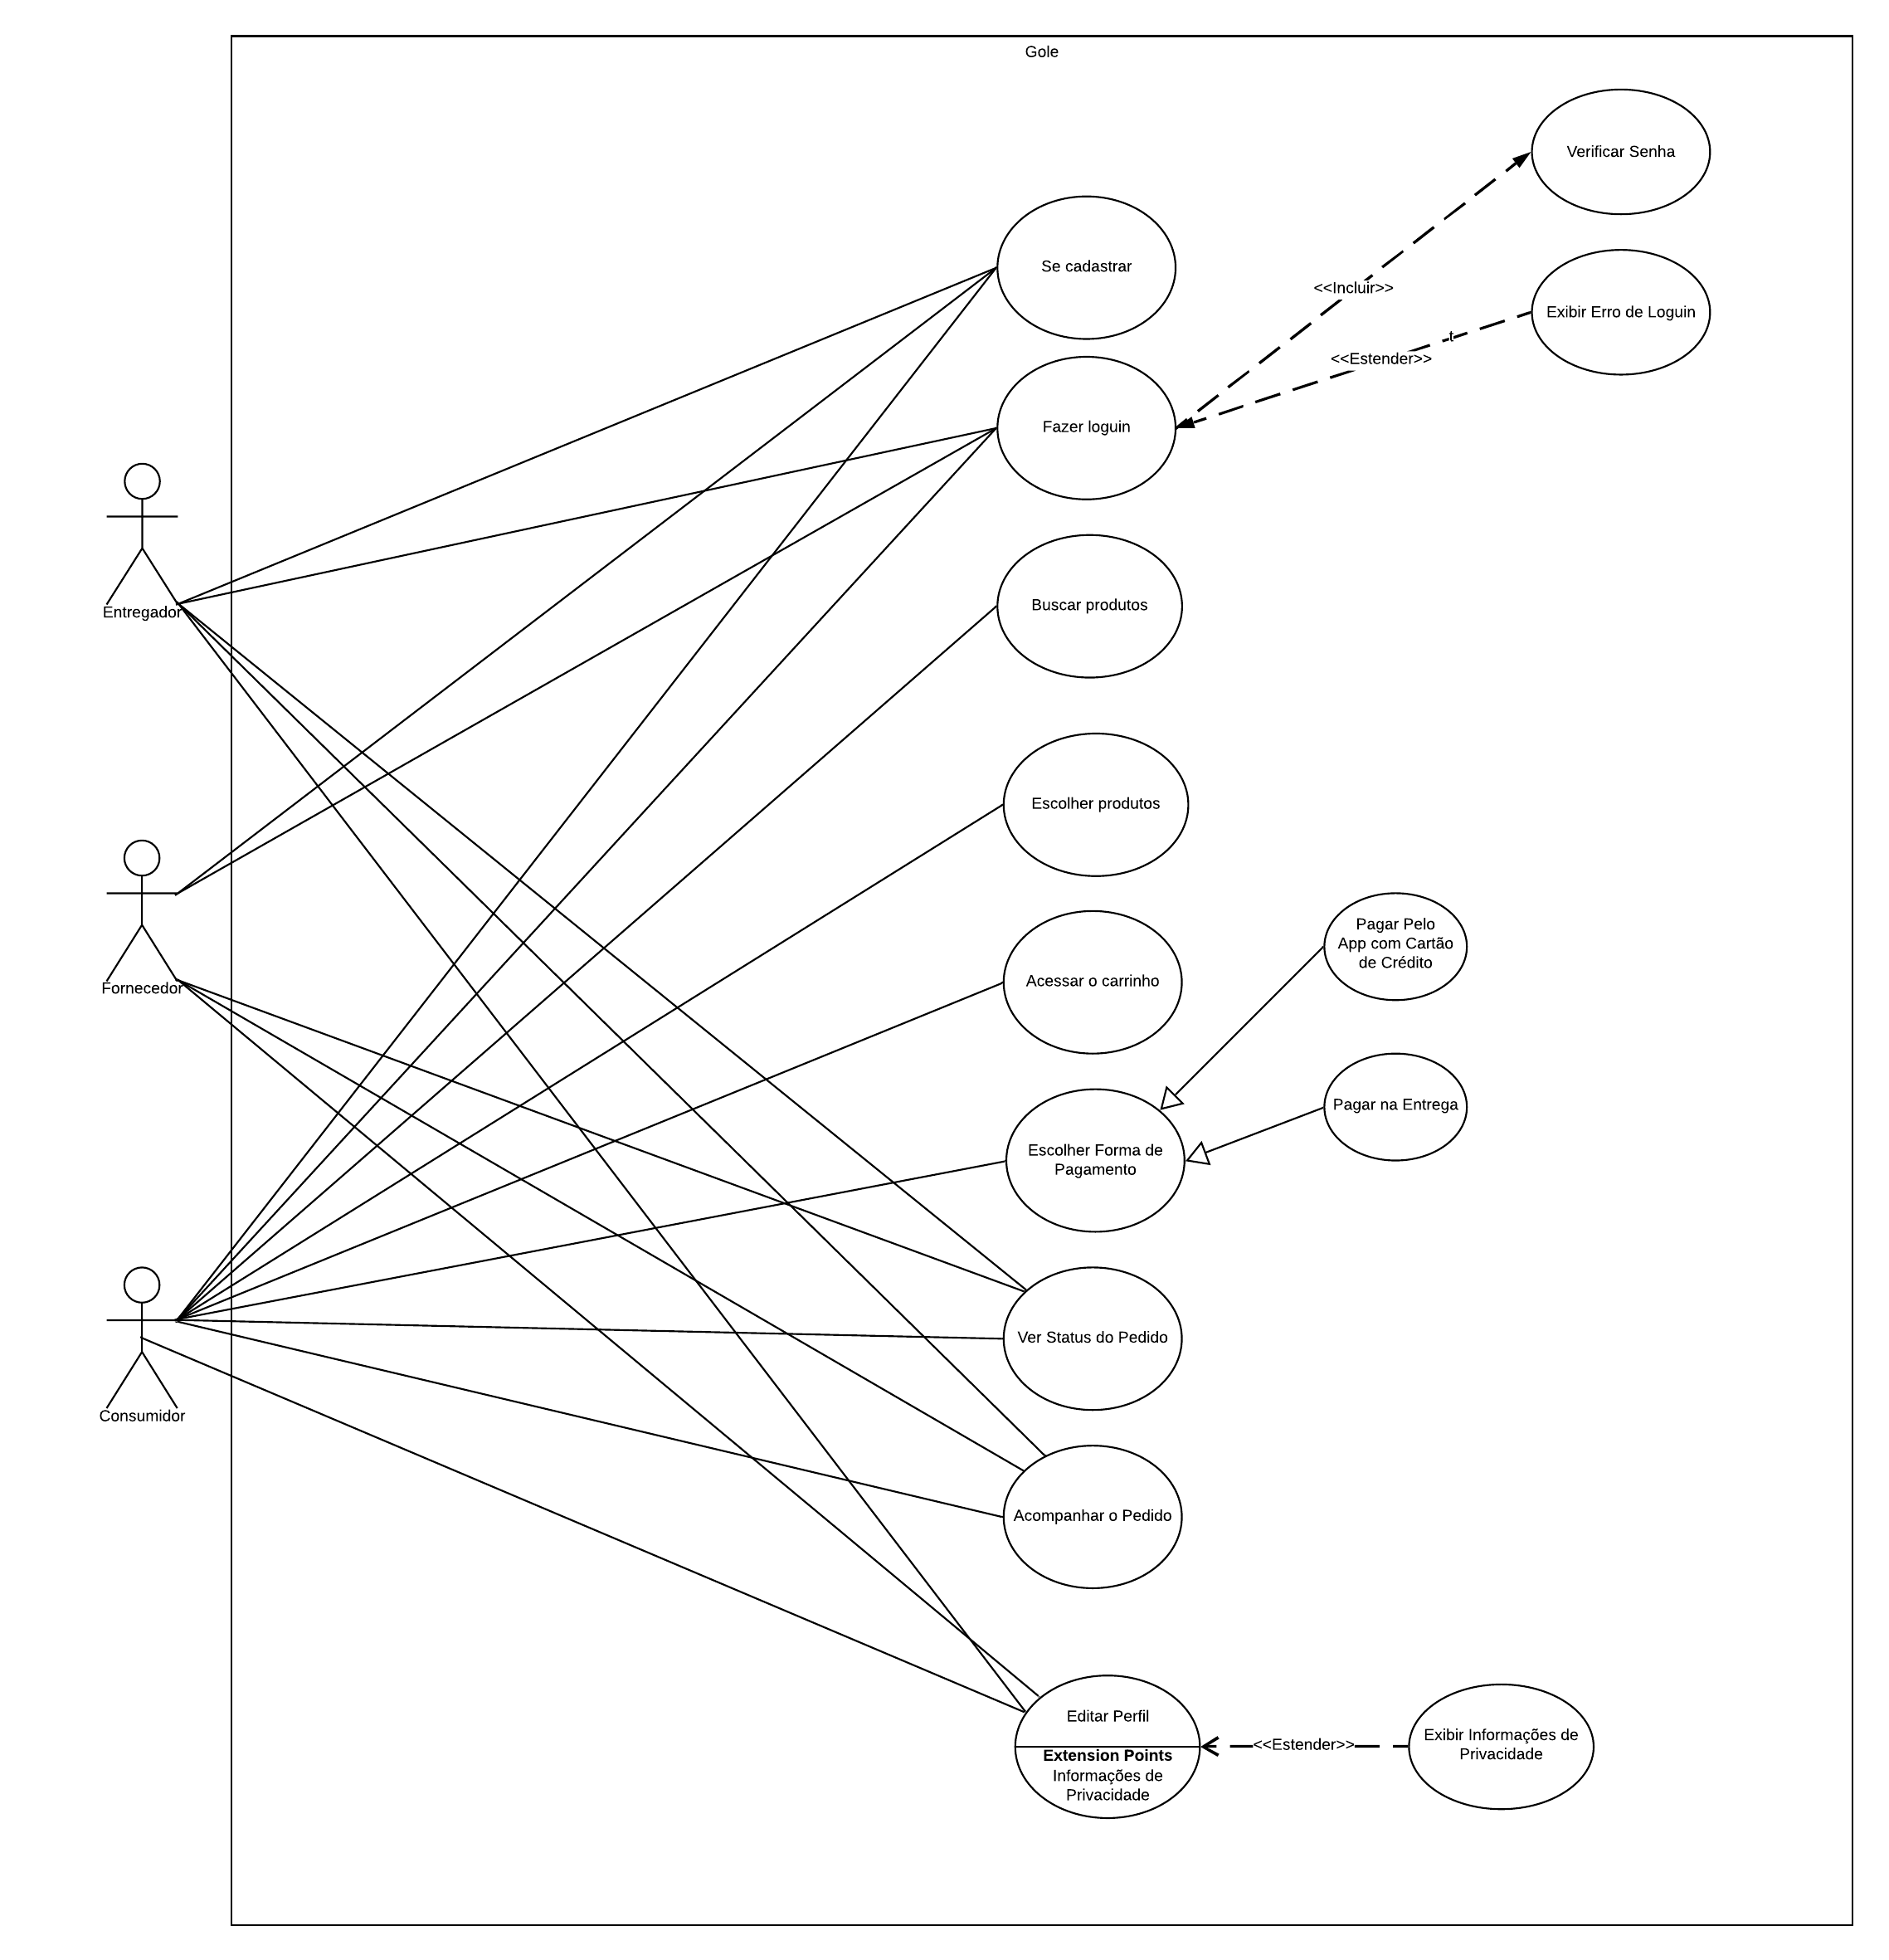 Gole
Verificar Senha
Se cadastrar
<<Incluir>>
Exibir Erro de Loguin
t
<<Estender>>
Fazer loguin
Entregador
Buscar produtos
Escolher produtos
Pagar Pelo
App com Cartão
de Crédito
Fornecedor
Acessar o carrinho
Pagar na Entrega
Escolher Forma de
Pagamento
Ver Status do Pedido
Consumidor
Acompanhar o Pedido
Editar Perfil
Extension Points
Informações de
Privacidade
<<Estender>>
Exibir Informações de
Privacidade